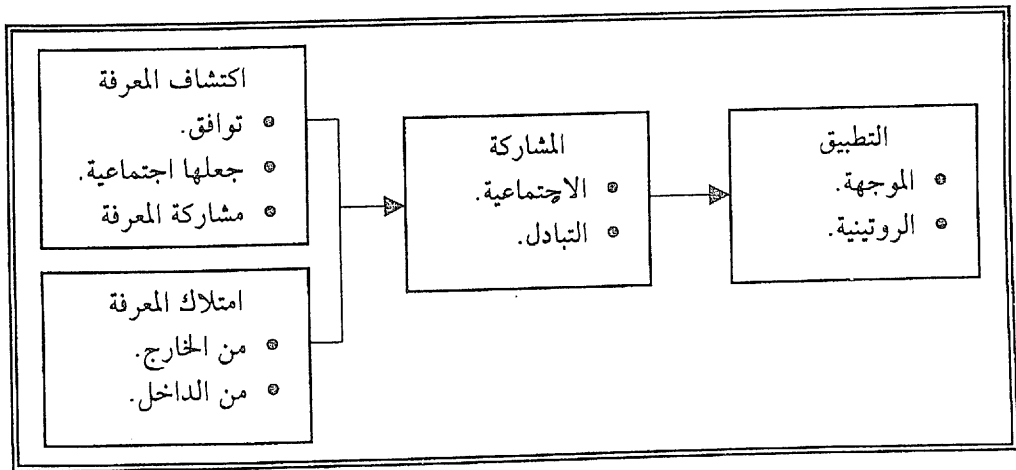 اكتشاف المعرفة
• توافق.
• جعلها اجتماعية.
• مشاركة المعرفة
امتلاك المعرفة
• من الخارج.
• من الداخل.
المشاركة
• الاجتماعية.
• التبادل.
التطبيق
• الموجهة.
• الروتينية.